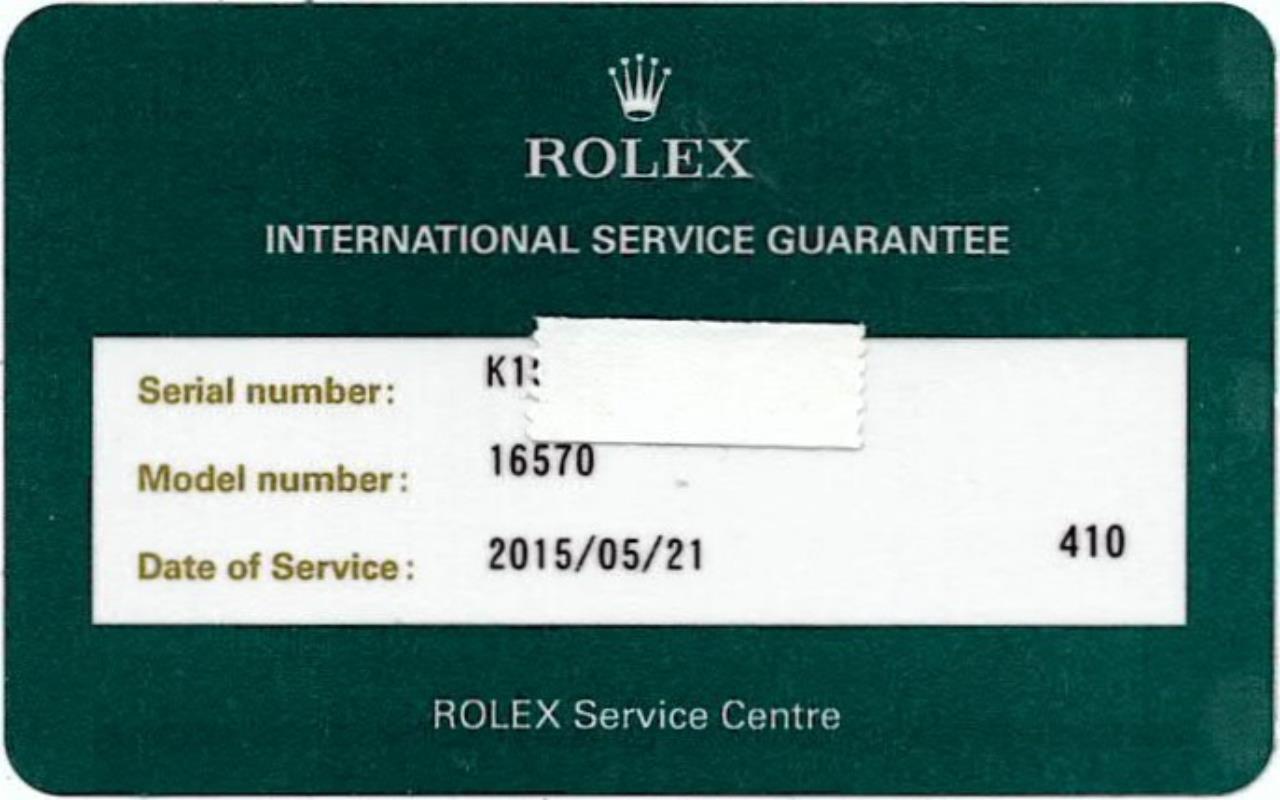 ROLEX
INTERNATIONAL SERVICE GUARANTEE
Serial number: K1
Model number: 16570
Date of Service: 2015/05/21 410
ROLEX Service Centre